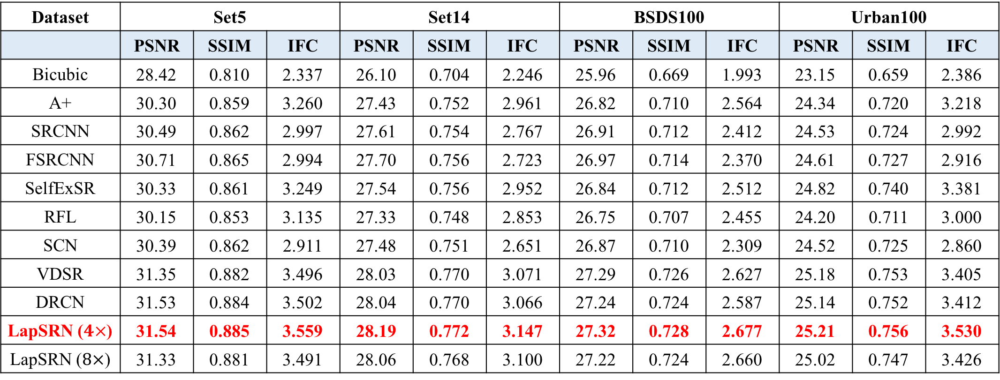 Dataset Set5 Set14 BSDS100 Urban100
PSNR SSIM IFC PSNR SSIM IFC PSNR SSIM IFC PSNR SSIM IFC
Bicubic 28.42 0.810 2.337 26.10 0.704 2.246 25.96 0.669 1.993 23.15 0.659 2.386
A+ 30.30 0.859 3.260 27.43 0.752 2.961 26.82 0.710 2.564 24.34 0.720 3.218
SRCNN 30.49 0.862 2.997 27.61 0.754 2.767 26.91 0.712 2.412 24.53 0.724 2.992
FSRCNN 30.71 0.865 2.994 27.70 0.756 2.723 26.97 0.714 2.370 24.61 0.727 2.916
SelfExSR 30.33 0.861 3.249 27.54 0.756 2.952 26.84 0.712 2.512 24.82 0.740 3.381
RFL 30.15 0.853 3.135 27.33 0.748 2.853 26.75 0.707 2.455 24.20 0.711 3.000
SCN 30.39 0.862 2.911 27.48 0.751 2.651 26.87 0.710 2.309 24.52 0.725 2.860
VDSR 31.35 0.882 3.496 28.03 0.770 3.071 27.29 0.726 2.627 25.18 0.753 3.405
DRCN 31.53 0.884 3.502 28.04 0.770 3.066 27.24 0.724 2.587 25.14 0.752 3.412
LapSRN (4×) 31.54 0.885 3.559 28.19 0.772 3.147 27.32 0.728 2.677 25.21 0.756 3.530
LapSRN (8×) 31.33 0.881 3.491 28.06 0.768 3.100 27.22 0.724 2.660 25.02 0.747 3.426